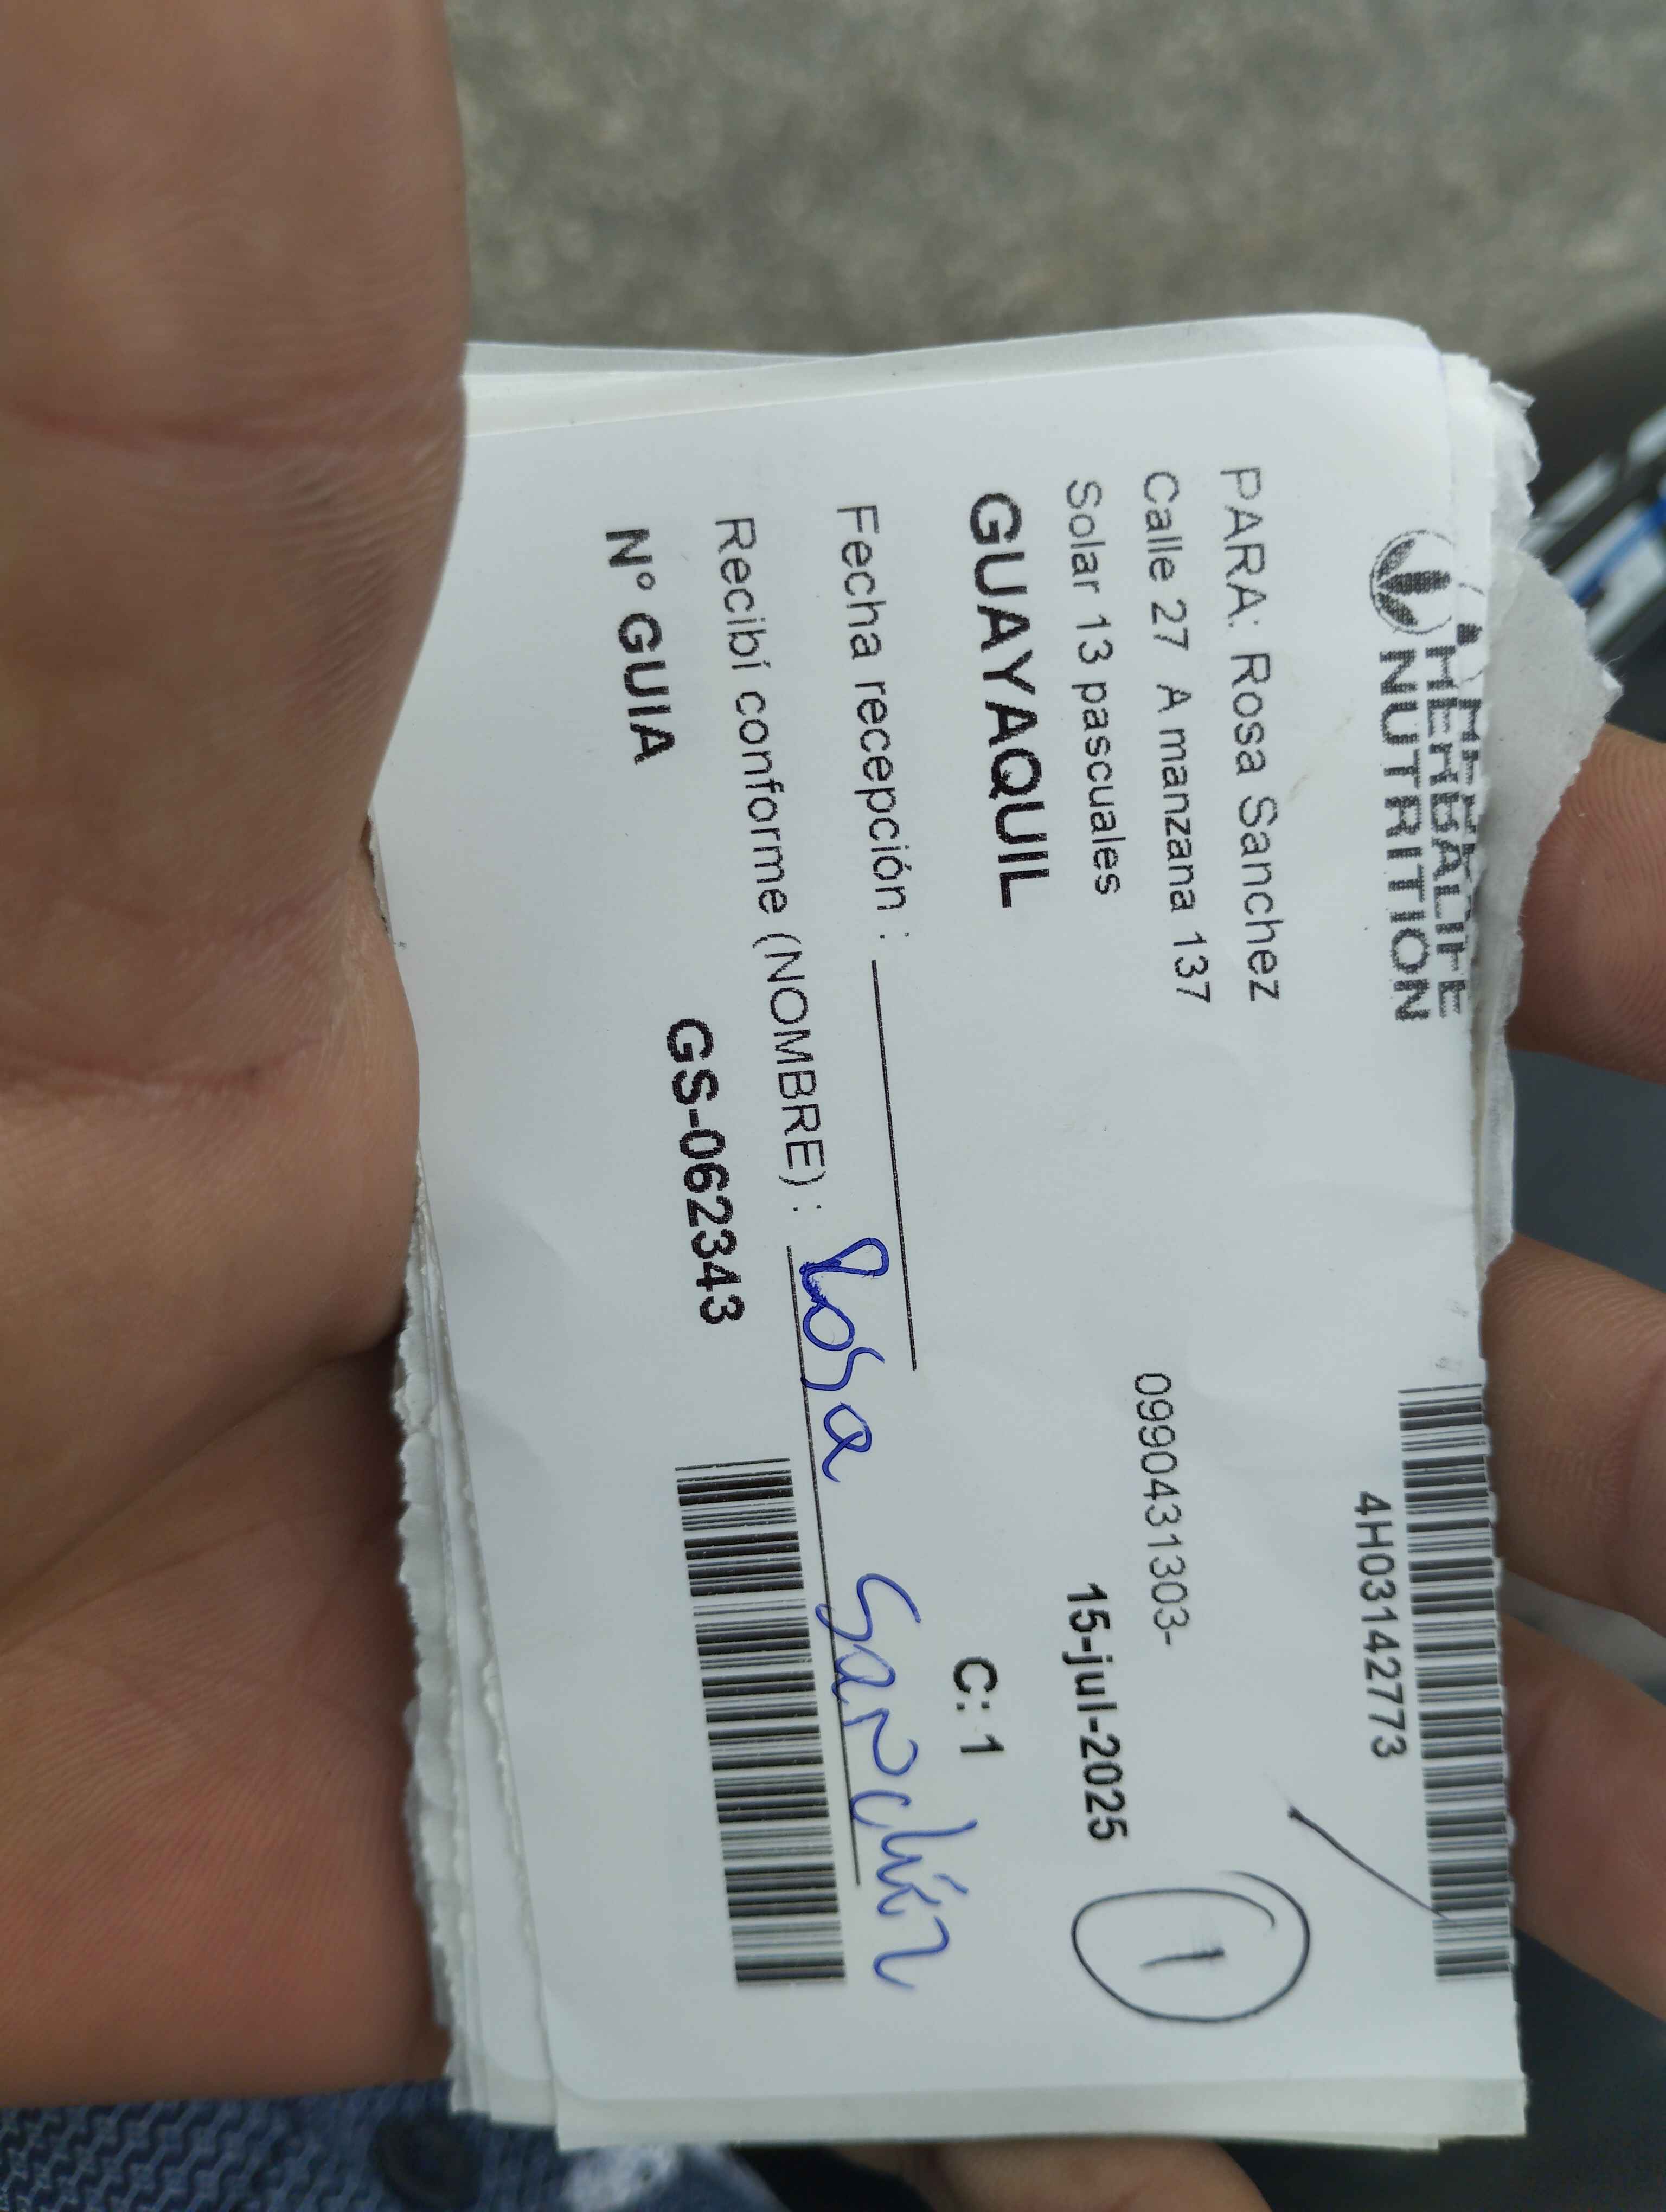 HERBALIFE
NUTRITION
4H03142773
PARA: Rosa Sanchez
Calle 27 A manzana 137
0990431303-
Solar 13 pascuales
15-jul-2025
1
GUAYAQUIL
C: 1
Fecha recepción :
Recibí conforme (NOMBRE) : Rosa Sanchéz
N° GUIA
GS-062343